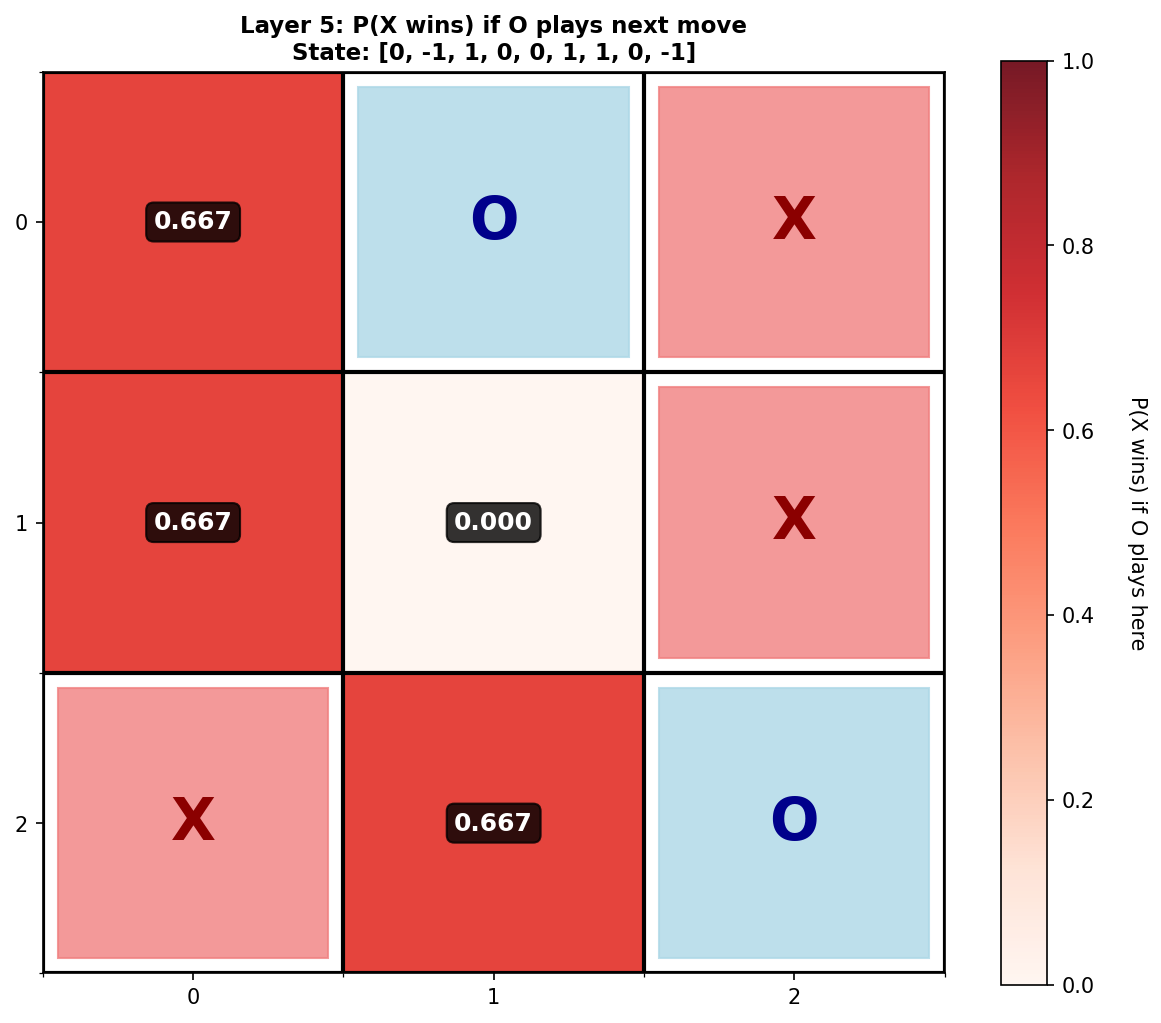 Layer 5: P(X wins) if O plays next move
State: [0, -1, 1, 0, 0, 1, 1, 0, -1]
0
0.667
O
X
1
0.667
0.000
X
2
X
0.667
O
0
1
2
1.0
0.8
0.6
0.4
0.2
0.0
P(X wins) if O plays here